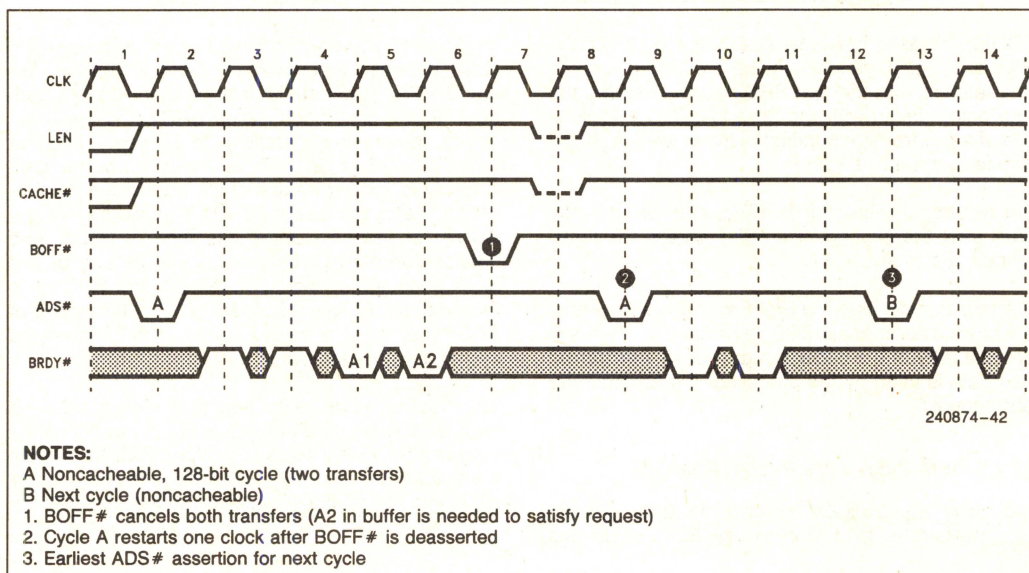 1 2 3 4 5 6 7 8 9 10 11 12 13 14
CLK
LEN
CACHE#
BOFF# 1
2 3
ADS# A A B
BRDY# A1 A2
240874-42
NOTES:
A Noncacheable, 128-bit cycle (two transfers)
B Next cycle (noncacheable)
1. BOFF# cancels both transfers (A2 in buffer is needed to satisfy request)
2. Cycle A restarts one clock after BOFF# is deasserted
3. Earliest ADS# assertion for next cycle